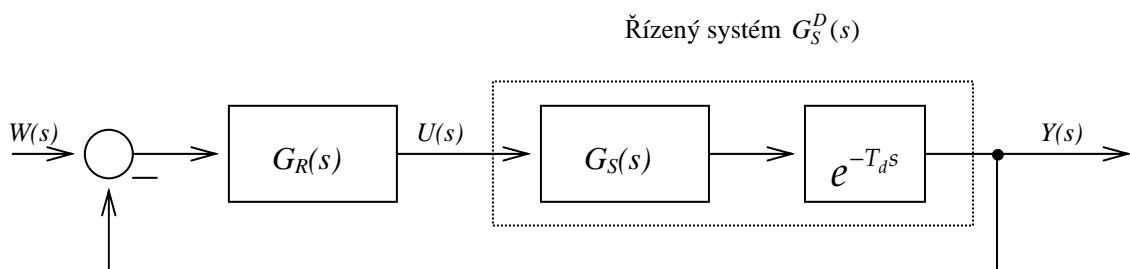 Řízený systém $G_S^D(s)$
W(s)
U(s)
Y(s)
$G_R(s)$
$G_S(s)$
$e^{-T_d s}$